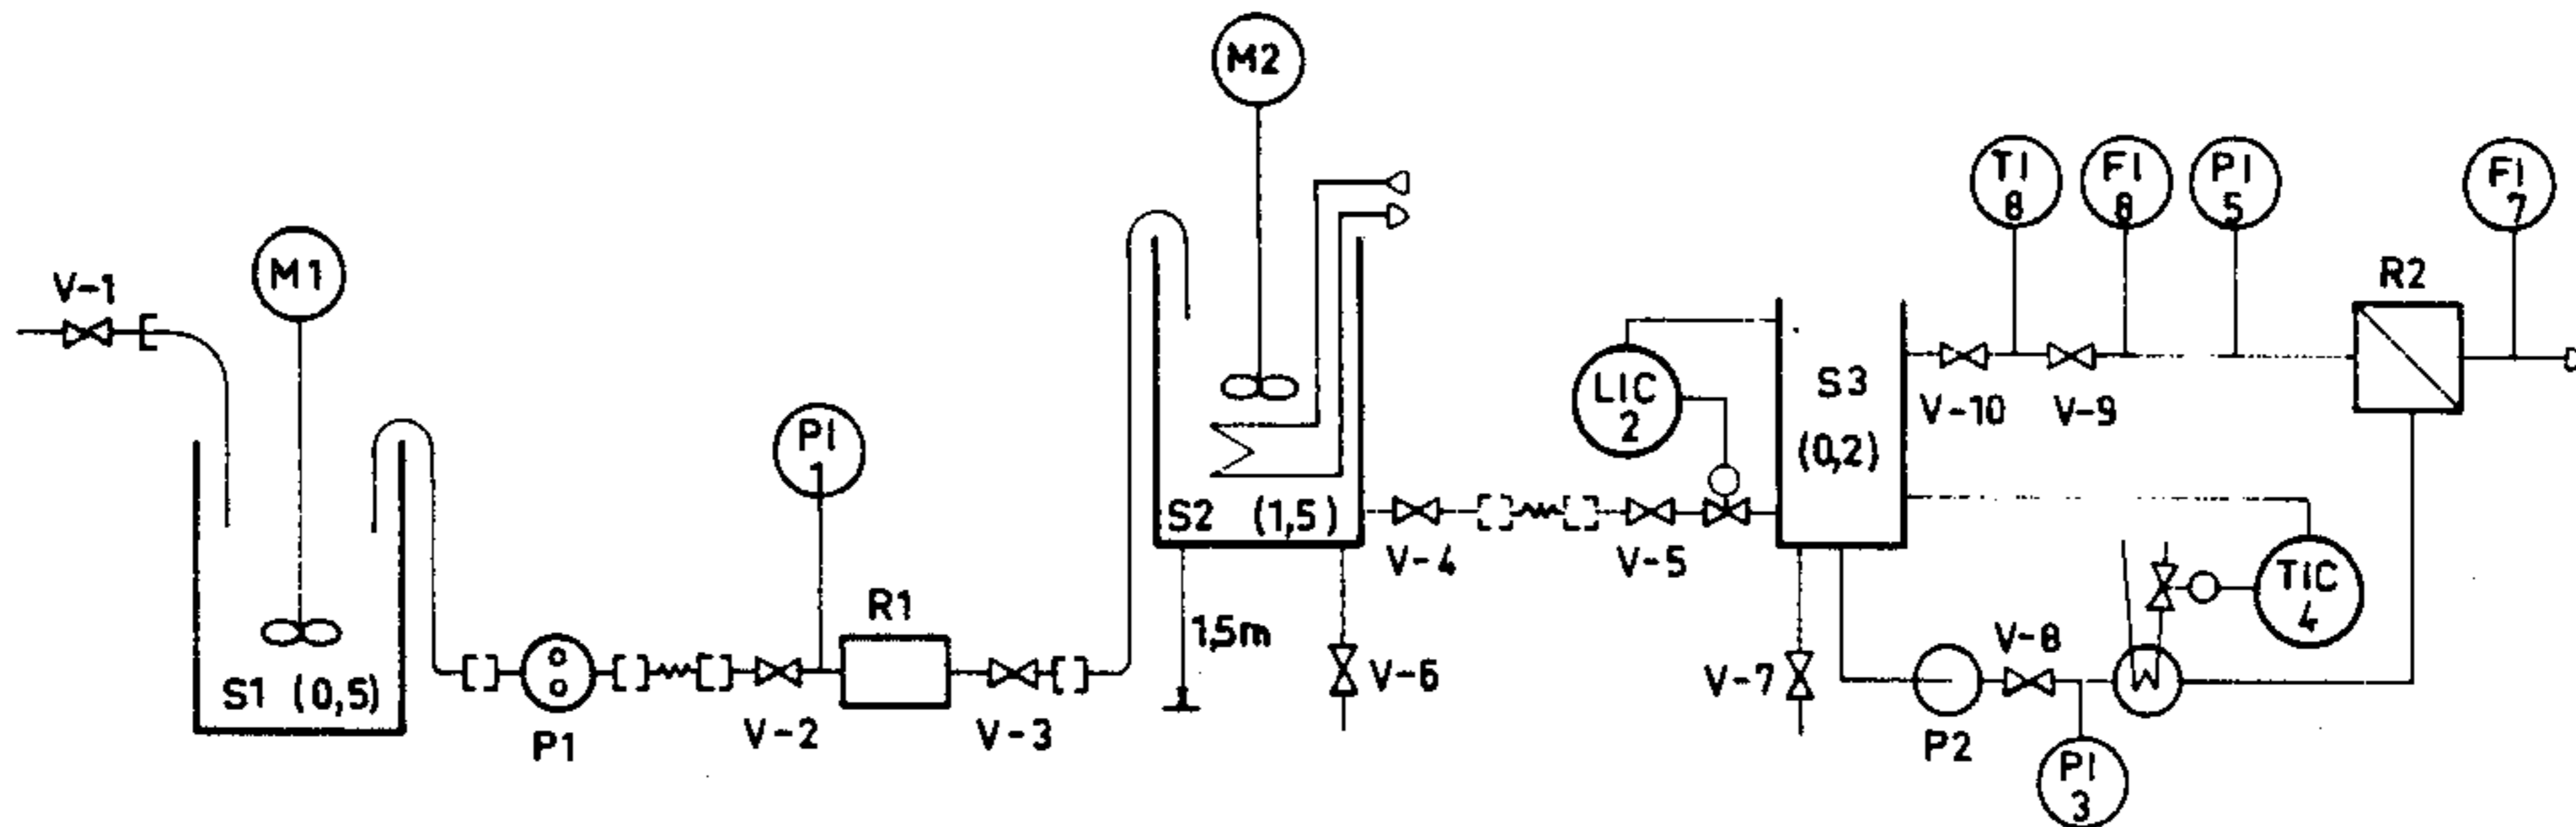 M2
TI
8
FI
6
PI
5
FI
7
M1
V-1
R2
LIC
2
S3
(0,2)
V-10
V-9
PI
1
S2 (1,5)
V-4
V-5
TIC
4
R1
1,5m
V-6
V-7
V-8
S1 (0,5)
P1
V-2
V-3
P2
PI
3